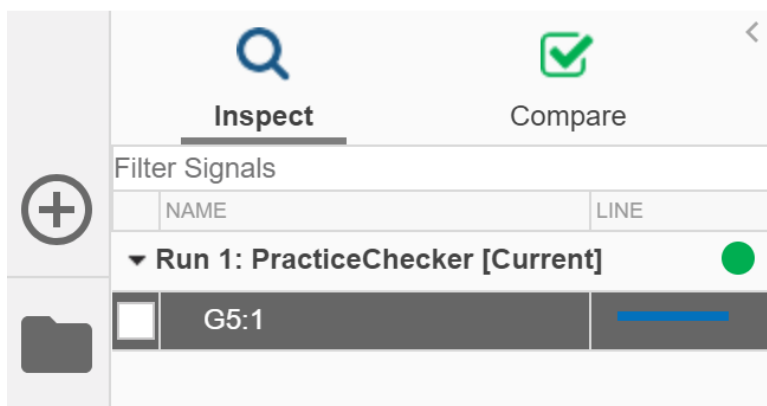 Inspect Compare
Filter Signals
NAME LINE
Run 1: PracticeChecker [Current]
G5:1